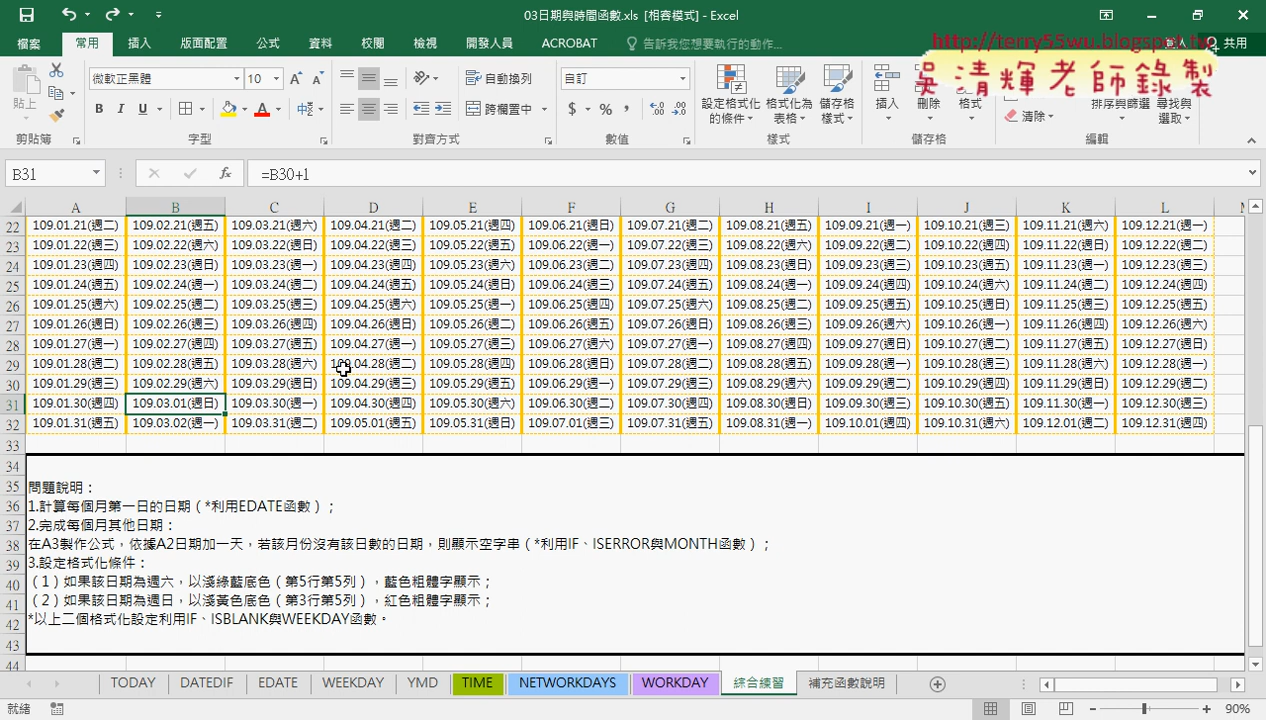 03日期與時間函數.xls [相容模式] - Excel
檔案 常用 插入 版面配置 公式 資料 校閱 檢視 開發人員 ACROBAT 告訴我您想要執行的動作... 共用
http://terry55wu.blogspot.tw
吳清輝老師錄製
貼上 微軟正黑體 10 自動換列 自訂 設定格式化的條件 格式化為表格 儲存格樣式 插入 刪除 格式 排序與篩選 尋找與選取
B I U 中 跨欄置中 $ % , 清除
剪貼簿 字型 對齊方式 數值 樣式 儲存格 編輯
B31 fx =B30+1
A B C D E F G H I J K L
22 109.01.21(週二) 109.02.21(週五) 109.03.21(週六) 109.04.21(週二) 109.05.21(週四) 109.06.21(週日) 109.07.21(週二) 109.08.21(週五) 109.09.21(週一) 109.10.21(週三) 109.11.21(週六) 109.12.21(週一)
23 109.01.22(週三) 109.02.22(週六) 109.03.22(週日) 109.04.22(週三) 109.05.22(週五) 109.06.22(週一) 109.07.22(週三) 109.08.22(週六) 109.09.22(週二) 109.10.22(週四) 109.11.22(週日) 109.12.22(週二)
24 109.01.23(週四) 109.02.23(週日) 109.03.23(週一) 109.04.23(週四) 109.05.23(週六) 109.06.23(週二) 109.07.23(週四) 109.08.23(週日) 109.09.23(週三) 109.10.23(週五) 109.11.23(週一) 109.12.23(週三)
25 109.01.24(週五) 109.02.24(週一) 109.03.24(週二) 109.04.24(週五) 109.05.24(週日) 109.06.24(週三) 109.07.24(週五) 109.08.24(週一) 109.09.24(週四) 109.10.24(週六) 109.11.24(週二) 109.12.24(週四)
26 109.01.25(週六) 109.02.25(週二) 109.03.25(週三) 109.04.25(週六) 109.05.25(週一) 109.06.25(週四) 109.07.25(週六) 109.08.25(週二) 109.09.25(週五) 109.10.25(週日) 109.11.25(週三) 109.12.25(週五)
27 109.01.26(週日) 109.02.26(週三) 109.03.26(週四) 109.04.26(週日) 109.05.26(週二) 109.06.26(週五) 109.07.26(週日) 109.08.26(週三) 109.09.26(週六) 109.10.26(週一) 109.11.26(週四) 109.12.26(週六)
28 109.01.27(週一) 109.02.27(週四) 109.03.27(週五) 109.04.27(週一) 109.05.27(週三) 109.06.27(週六) 109.07.27(週一) 109.08.27(週四) 109.09.27(週日) 109.10.27(週二) 109.11.27(週五) 109.12.27(週日)
29 109.01.28(週二) 109.02.28(週五) 109.03.28(週六) 109.04.28(週二) 109.05.28(週四) 109.06.28(週日) 109.07.28(週二) 109.08.28(週五) 109.09.28(週一) 109.10.28(週三) 109.11.28(週六) 109.12.28(週一)
30 109.01.29(週三) 109.02.29(週六) 109.03.29(週日) 109.04.29(週三) 109.05.29(週五) 109.06.29(週一) 109.07.29(週三) 109.08.29(週六) 109.09.29(週二) 109.10.29(週四) 109.11.29(週日) 109.12.29(週二)
31 109.01.30(週四) 109.03.01(週日) 109.03.30(週一) 109.04.30(週四) 109.05.30(週六) 109.06.30(週二) 109.07.30(週四) 109.08.30(週日) 109.09.30(週三) 109.10.30(週五) 109.11.30(週一) 109.12.30(週三)
32 109.01.31(週五) 109.03.02(週一) 109.03.31(週二) 109.05.01(週五) 109.05.31(週日) 109.07.01(週三) 109.07.31(週五) 109.08.31(週一) 109.10.01(週四) 109.10.31(週六) 109.12.01(週二) 109.12.31(週四)
33
34
35 問題說明：
36 1.計算每個月第一日的日期（*利用EDATE函數）；
37 2.完成每個月其他日期：
38 在A3製作公式，依據A2日期加一天，若該月份沒有該日數的日期，則顯示空字串（*利用IF、ISERROR與MONTH函數）；
39 3.設定格式化條件：
40 （1）如果該日期為週六，以淺綠藍底色（第5行第5列），藍色粗體字顯示；
41 （2）如果該日期為週日，以淺黃色底色（第3行第5列），紅色粗體字顯示；
42 *以上二個格式化設定利用IF、ISBLANK與WEEKDAY函數。
43
44
TODAY DATEDIF EDATE WEEKDAY YMD TIME NETWORKDAYS WORKDAY 綜合練習 補充函數說明
就緒 90%